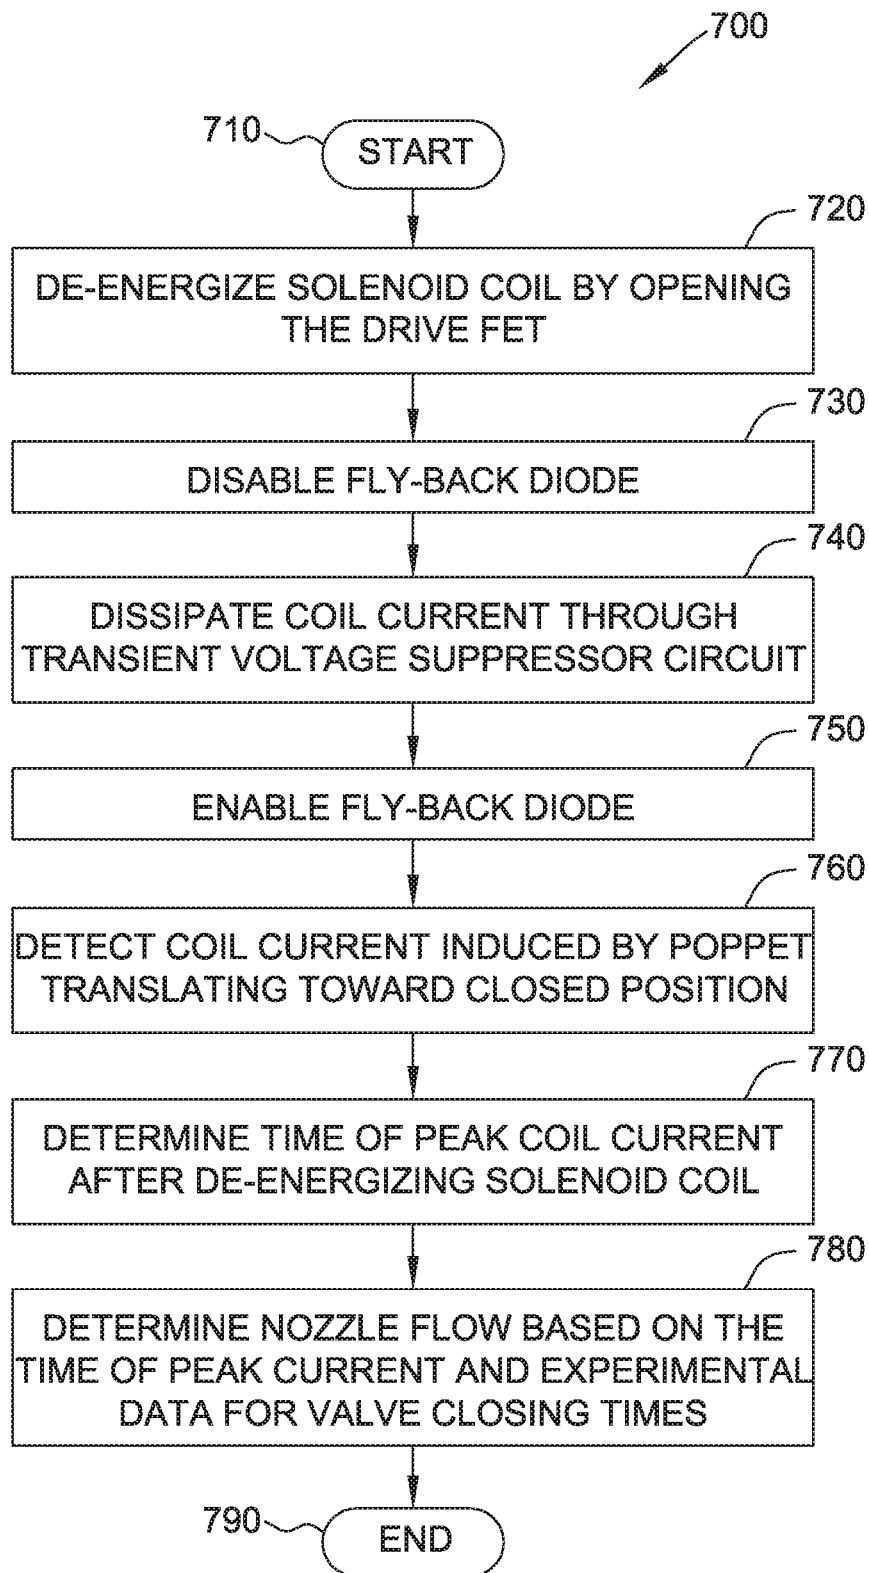 700
710
START
720
DE-ENERGIZE SOLENOID COIL BY OPENING
THE DRIVE FET
730
DISABLE FLY-BACK DIODE
740
DISSIPATE COIL CURRENT THROUGH
TRANSIENT VOLTAGE SUPPRESSOR CIRCUIT
750
ENABLE FLY-BACK DIODE
760
DETECT COIL CURRENT INDUCED BY POPPET
TRANSLATING TOWARD CLOSED POSITION
770
DETERMINE TIME OF PEAK COIL CURRENT
AFTER DE-ENERGIZING SOLENOID COIL
780
DETERMINE NOZZLE FLOW BASED ON THE
TIME OF PEAK CURRENT AND EXPERIMENTAL
DATA FOR VALVE CLOSING TIMES
790
END